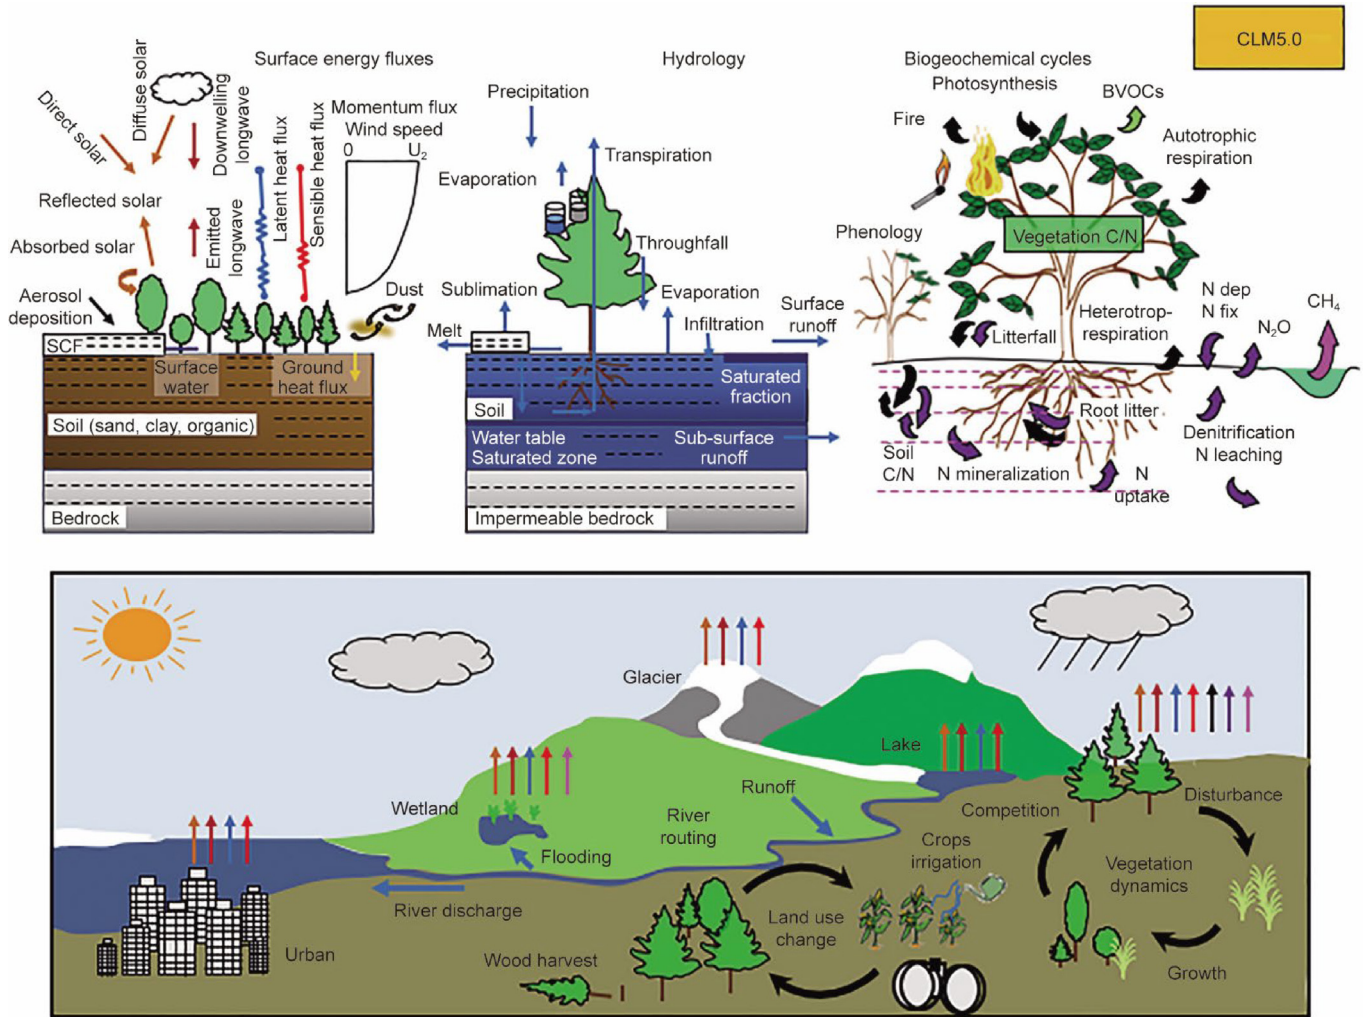 CLM5.0
Surface energy fluxes
Direct solar
Diffuse solar
Downwelling
longwave
Latent heat flux
Sensible heat flux
Momentum flux
Wind speed
0
U2
Reflected solar
Absorbed solar
Emitted
longwave
Aerosol
deposition
Dust
SCF
Surface
water
Ground
heat flux
Soil (sand, clay, organic)
Bedrock
Hydrology
Precipitation
Transpiration
Evaporation
Throughfall
Sublimation
Evaporation
Melt
Infiltration
Surface
runoff
Saturated
fraction
Soil
Water table
Saturated zone
Sub-surface
runoff
Impermeable bedrock
Biogeochemical cycles
Photosynthesis
BVOCs
Fire
Autotrophic
respiration
Vegetation C/N
Phenology
Heterotrop-
respiration
N dep
N fix
N2O
CH4
Litterfall
Root litter
Denitrification
N leaching
Soil
C/N
N mineralization
N
uptake
Glacier
Lake
Wetland
Runoff
Competition
Disturbance
River
routing
Flooding
Crops
irrigation
Vegetation
dynamics
River discharge
Land use
change
Urban
Wood harvest
Growth